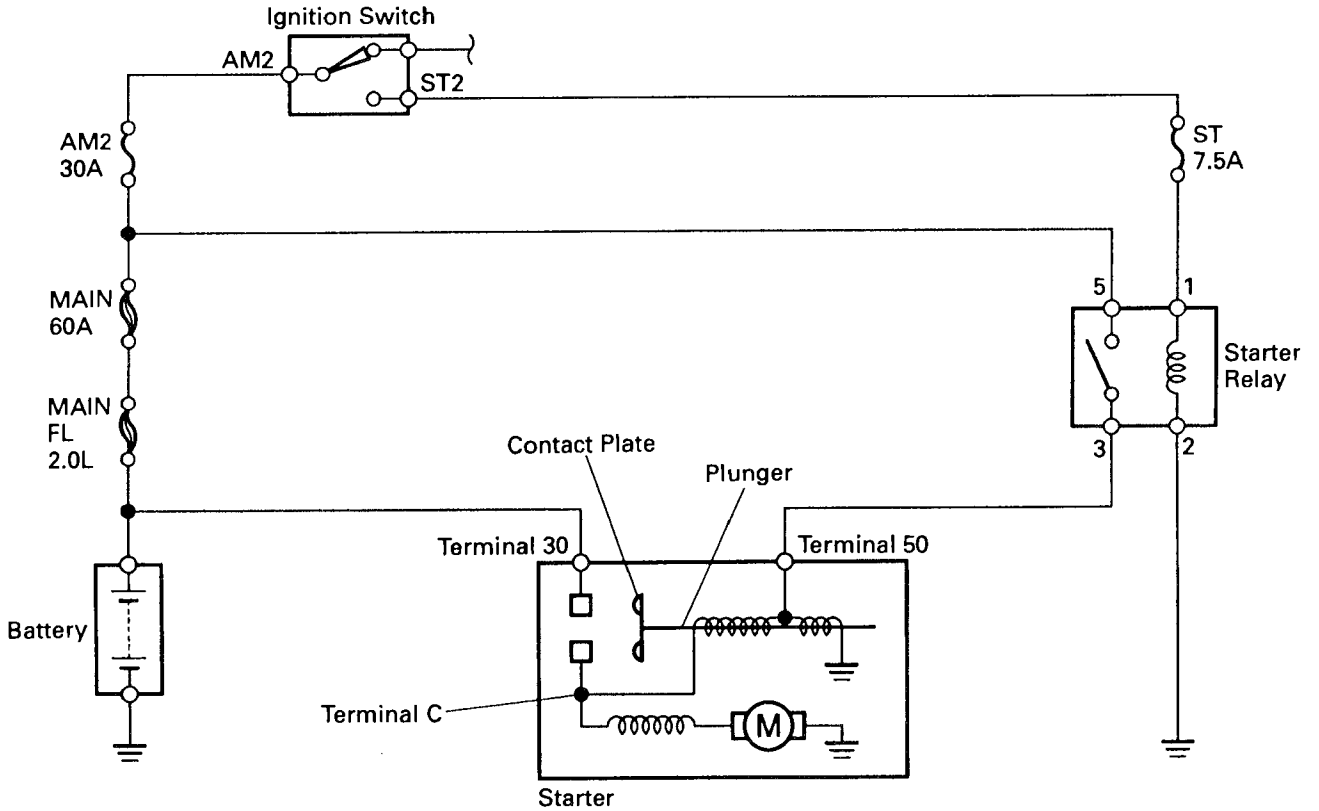 Ignition Switch
AM2
ST2
AM2
30A
ST
7.5A
MAIN
60A
5
1
Starter
Relay
MAIN
FL
2.0L
3
2
Contact Plate
Plunger
Terminal 30
Terminal 50
Battery
Terminal C
M
Starter